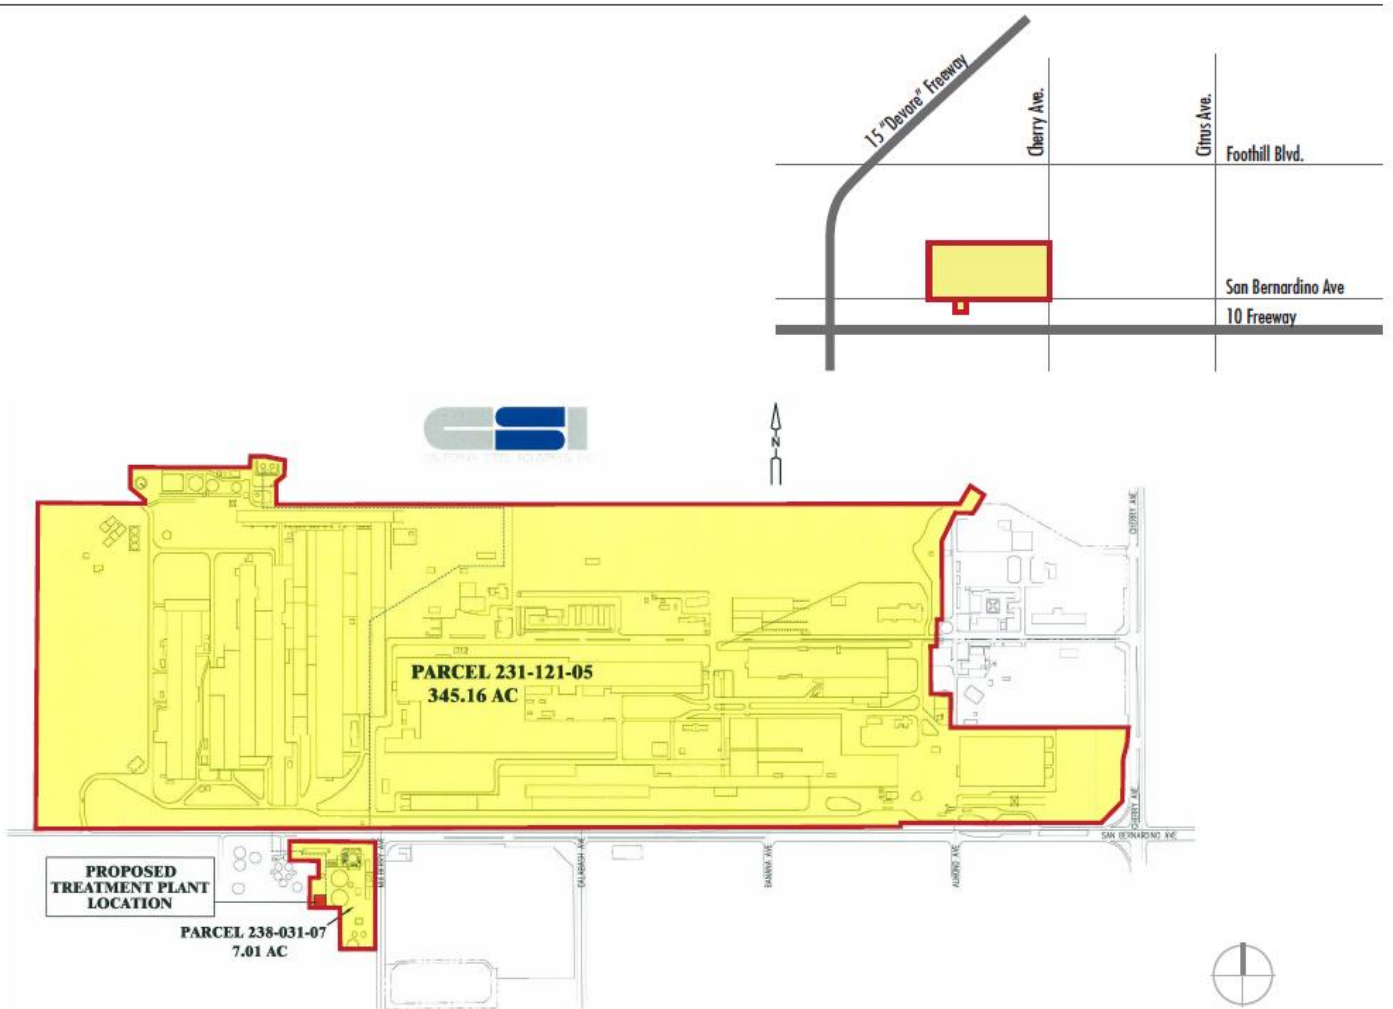 15 "Devore" Freeway
Cherry Ave.
Citrus Ave.
Foothill Blvd.
San Bernardino Ave
10 Freeway
CSI
N
CHERRY AVE
PARCEL 231-121-05
345.16 AC
CHERRY AVE
SAN BERNARDINO AVE
PROPOSED
TREATMENT PLANT
LOCATION
MULBERRY AVE
CALABASH AVE
BANANA AVE
ALMOND AVE
PARCEL 238-031-07
7.01 AC